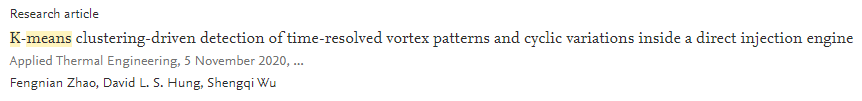 Research article
K-means clustering-driven detection of time-resolved vortex patterns and cyclic variations inside a direct injection engine
Applied Thermal Engineering, 5 November 2020, ...
Fengnian Zhao, David L. S. Hung, Shengqi Wu